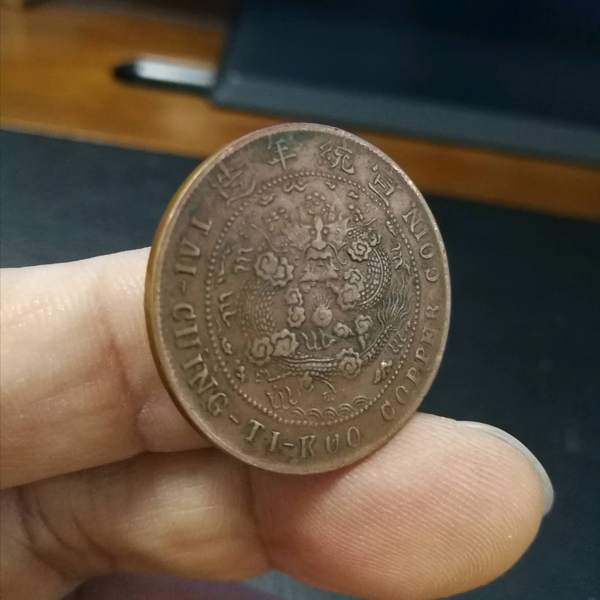 宣統年造
TAI-CHING-TI-KUO COPPER COIN